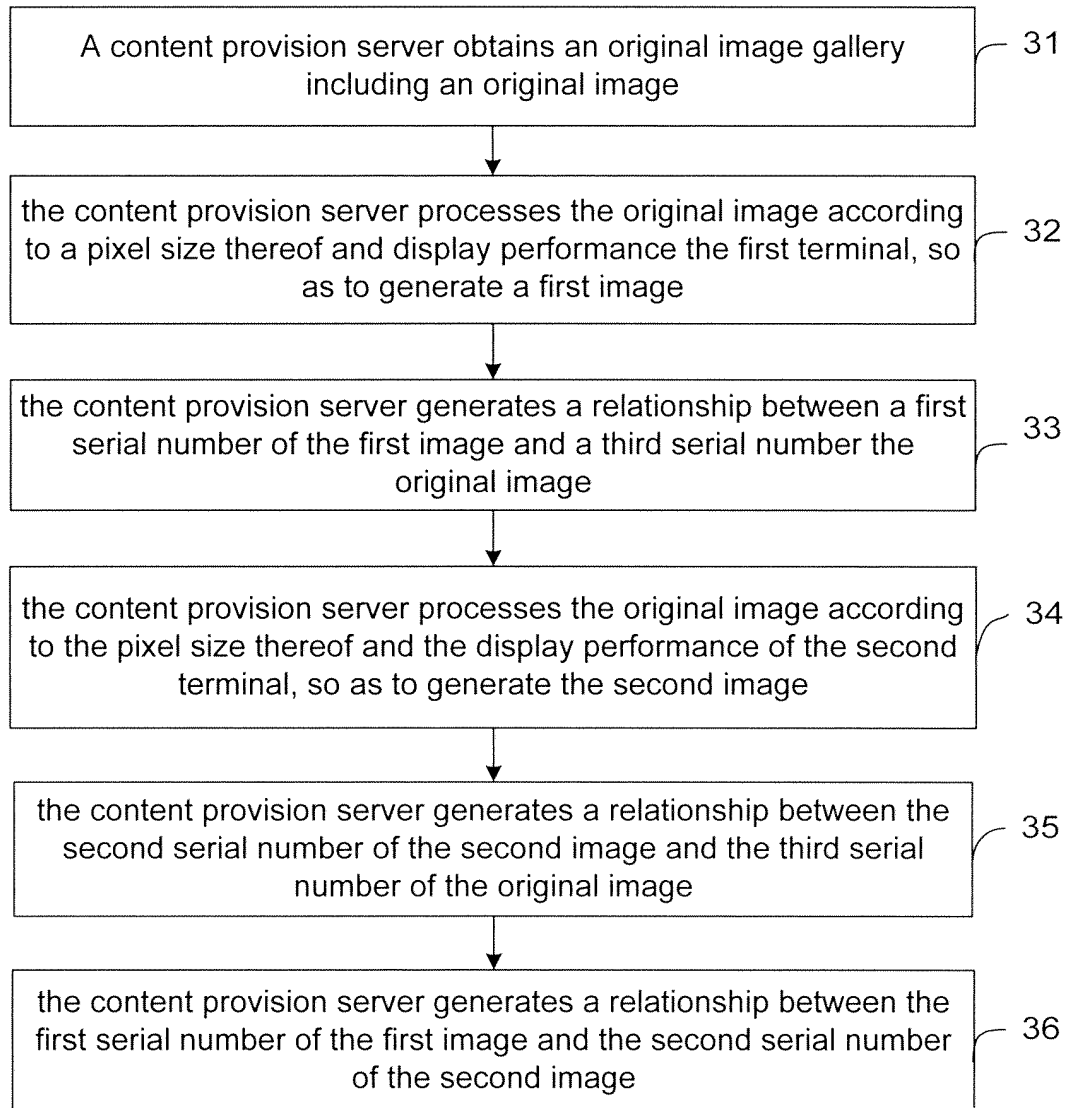 A content provision server obtains an original image gallery
including an original image
31
the content provision server processes the original image according
to a pixel size thereof and display performance the first terminal, so
as to generate a first image
32
the content provision server generates a relationship between a first
serial number of the first image and a third serial number the
original image
33
the content provision server processes the original image according
to the pixel size thereof and the display performance of the second
terminal, so as to generate the second image
34
the content provision server generates a relationship between the
second serial number of the second image and the third serial
number of the original image
35
the content provision server generates a relationship between the
first serial number of the first image and the second serial number
of the second image
36